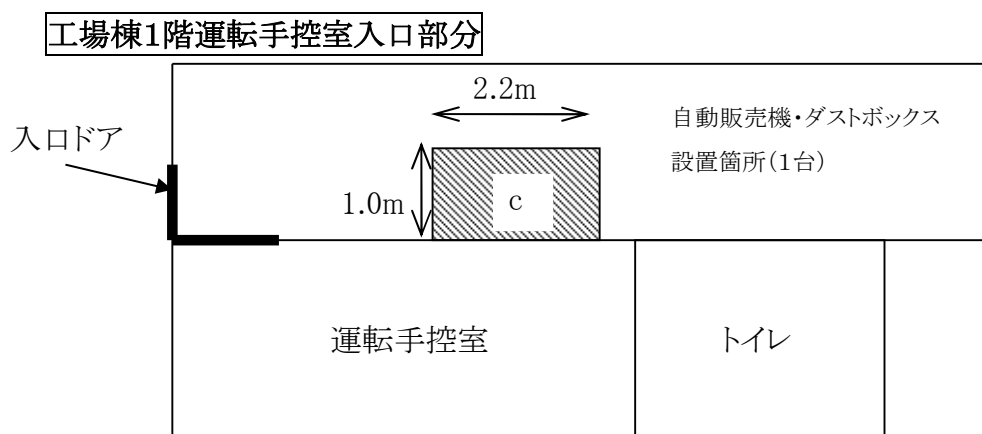 工場棟1階運転手控室入口部分
2.2m
自動販売機・ダストボックス
設置箇所(1台)
入口ドア
1.0m
c
運転手控室
トイレ